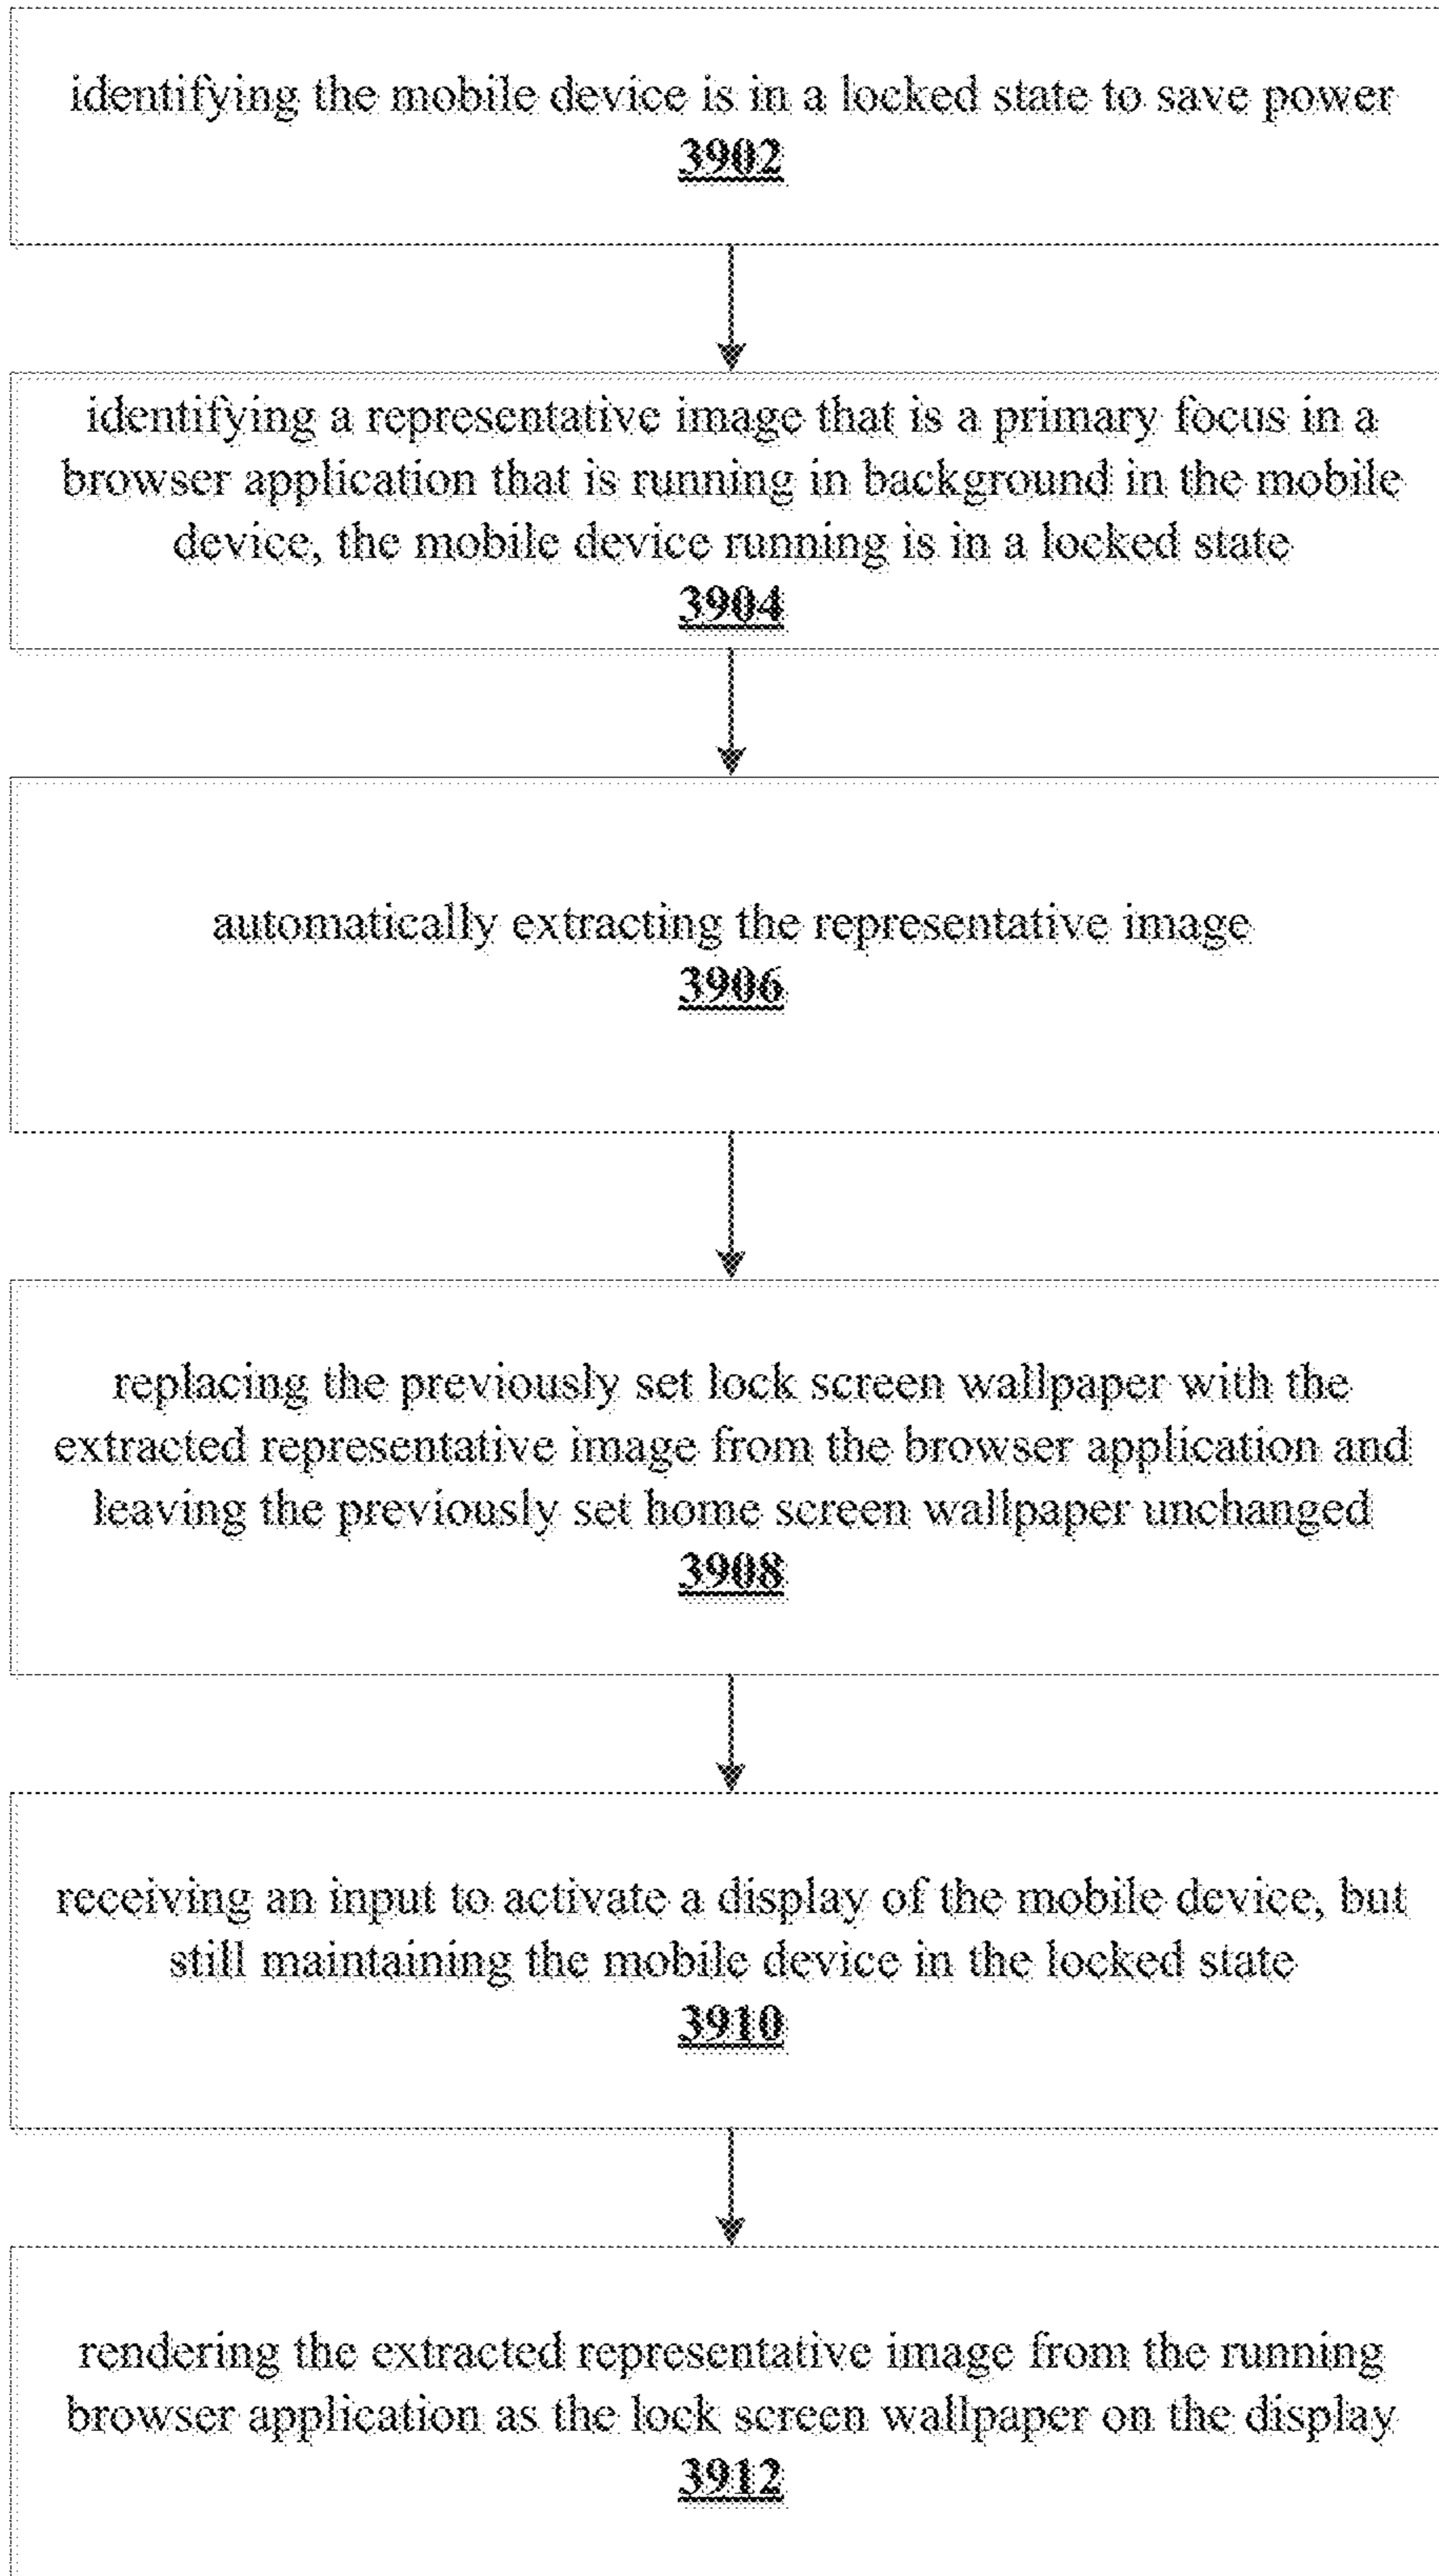 identifying the mobile device is in a locked state to save power
3902
identifying a representative image that is a primary focus in a
browser application that is running in background in the mobile
device, the mobile device running is in a locked state
3904
automatically extracting the representative image
3906
replacing the previously set lock screen wallpaper with the
extracted representative image from the browser application and
leaving the previously set home screen wallpaper unchanged
3908
receiving an input to activate a display of the mobile device, but
still maintaining the mobile device in the locked state
3910
rendering the extracted representative image from the running
browser application as the lock screen wallpaper on the display
3912